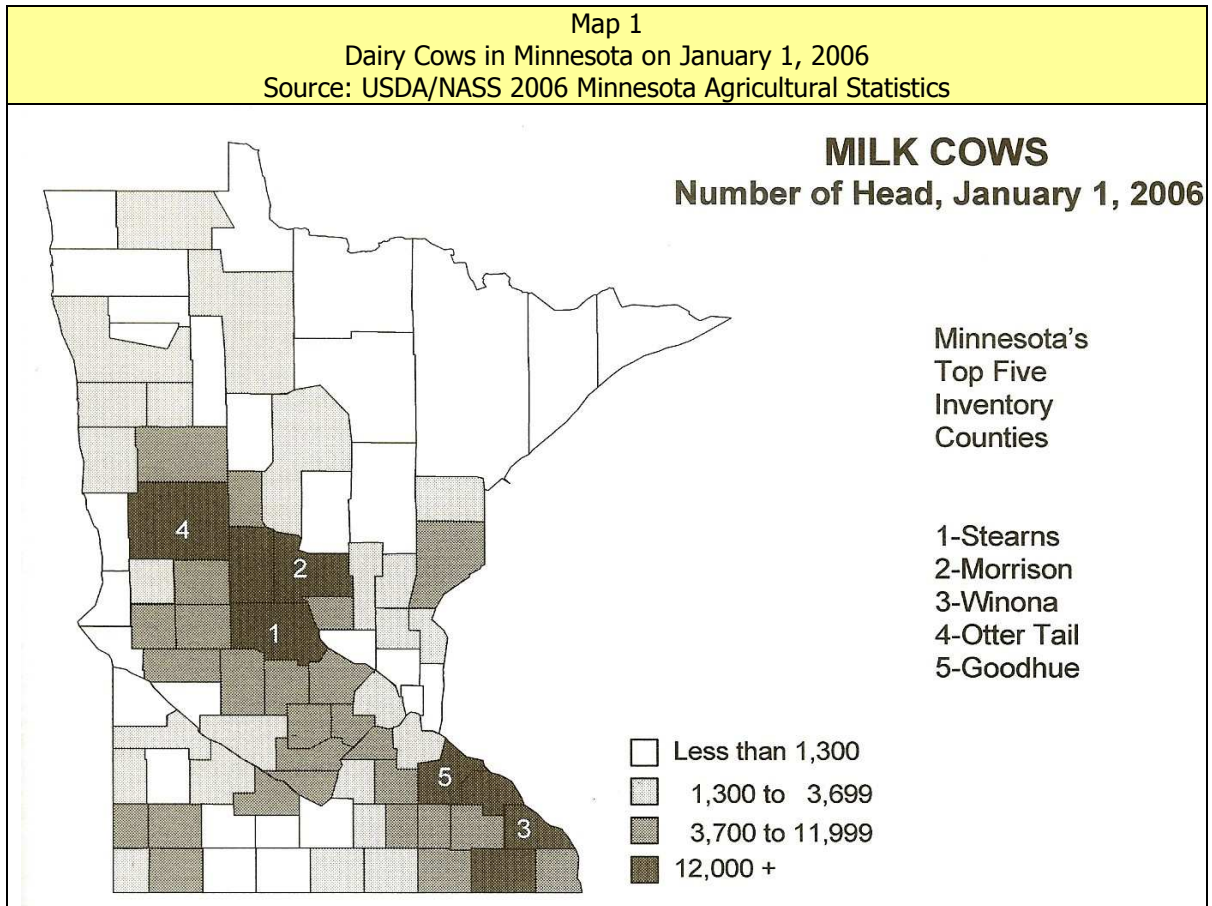 Map 1
Dairy Cows in Minnesota on January 1, 2006
Source: USDA/NASS 2006 Minnesota Agricultural Statistics
MILK COWS
Number of Head, January 1, 2006
Minnesota's
Top Five
Inventory
Counties
4
2
1
1-Stearns
2-Morrison
3-Winona
4-Otter Tail
5-Goodhue
5
3
Less than 1,300
1,300 to 3,699
3,700 to 11,999
12,000 +